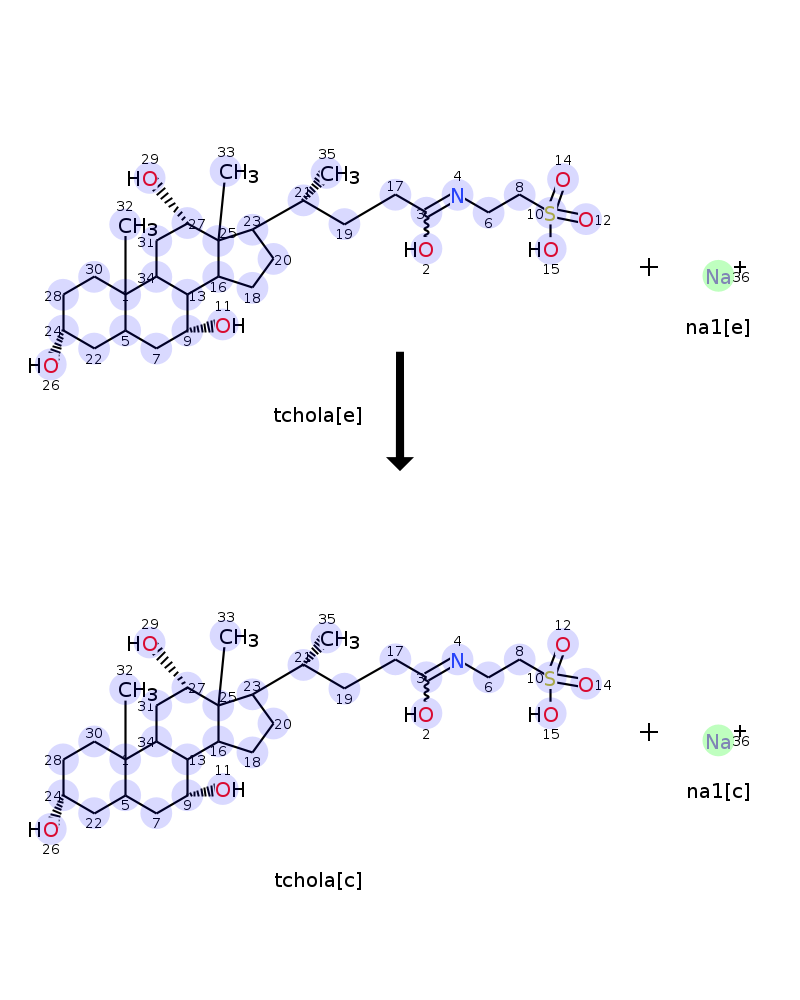 29 33 35 14
HO CH3 CH3 17 4 8 O
32 21 N
CH3 27 23 3 10 S O 12
31 25 19 6
HO HO
30 34 20 2 15
28 1 13 16 18 + Na+ 36
11
24 5 9 OH
HO 22 7 na1[e]
26
tchola[e]
29 33 35 12
HO CH3 CH3 17 4 8 O
32 21 N
CH3 27 23 3 10 S O 14
31 25 19 6
HO HO
30 34 20 2 15
28 1 13 16 18 + Na+ 36
11
24 5 9 OH
HO 22 7 na1[c]
26
tchola[c]